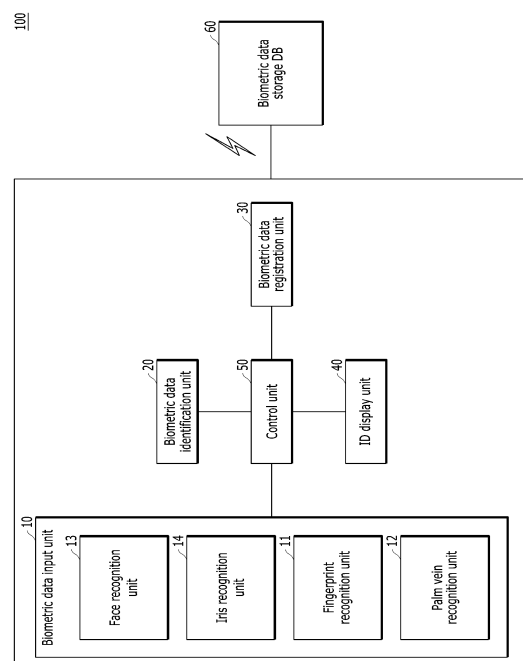 100
10
Biometric data input unit
13
Face recognition
unit
14
Iris recognition
unit
11
Fingerprint
recognition unit
12
Palm vein
recognition unit
20
Biometric data
identification unit
50
Control unit
40
ID display unit
30
Biometric data
registration unit
60
Biometric data
storage DB